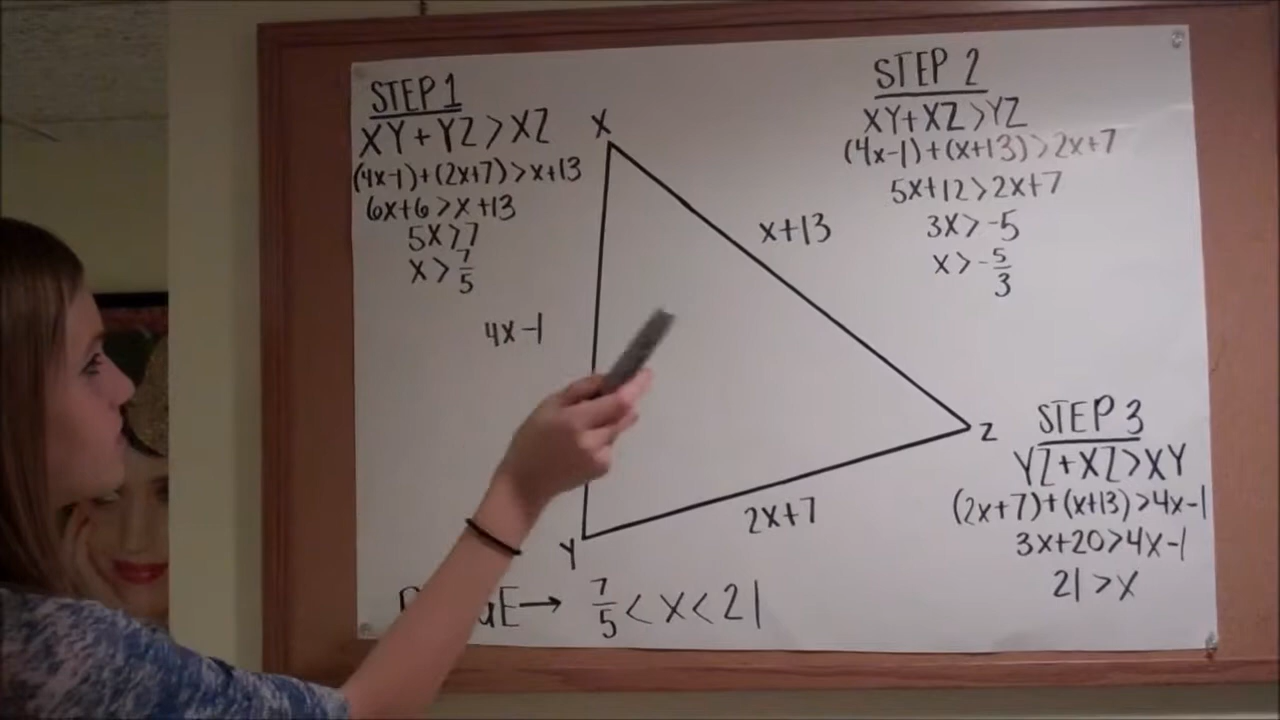 STEP 1
XY+YZ>XZ
(4x-1)+(2x+7)>x+13
6x+6>x+13
5x>7
x>7/5
STEP 2
XY+XZ>YZ
(4x-1)+(x+13)>2x+7
5x+12>2x+7
3x>-5
x>-5/3
X
x+13
4x-1
Z
2x+7
Y
STEP 3
YZ+XZ>XY
(2x+7)+(x+13)>4x-1
3x+20>4x-1
21>x
→ 7/5<x<21